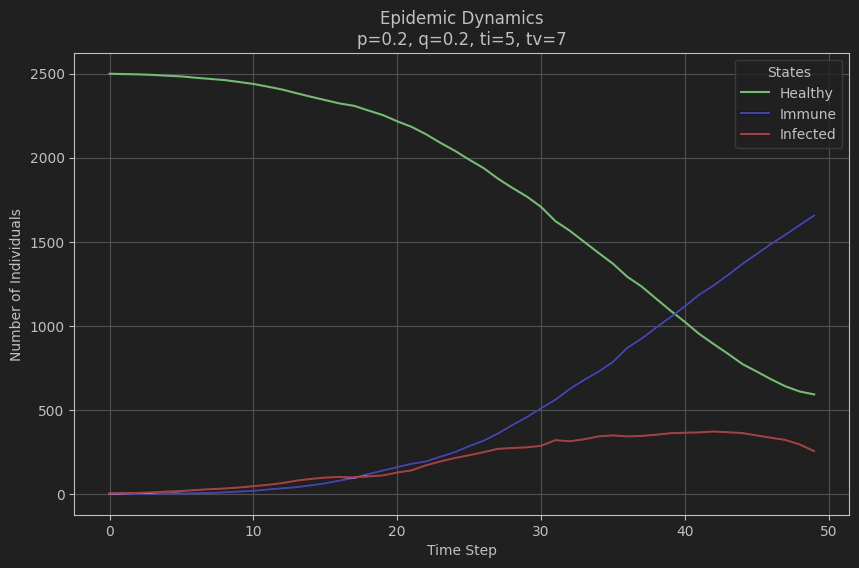 Epidemic Dynamics
p=0.2, q=0.2, ti=5, tv=7
States
Healthy
Immune
Infected
Number of Individuals
2500
2000
1500
1000
500
0
0 10 20 30 40 50
Time Step